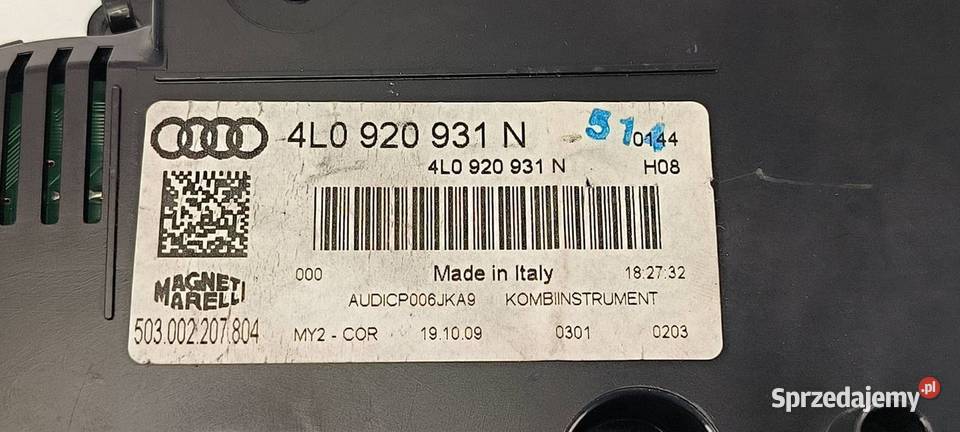 4L0 920 931 N
0144
4L0 920 931 N H08
000 Made in Italy 18:27:32
MAGNETI
MARELLI
AUDICP006JKA9 KOMBIINSTRUMENT
503.002.207.804 MY2 - COR 19.10.09 0301 0203
Sprzedajemy.pl